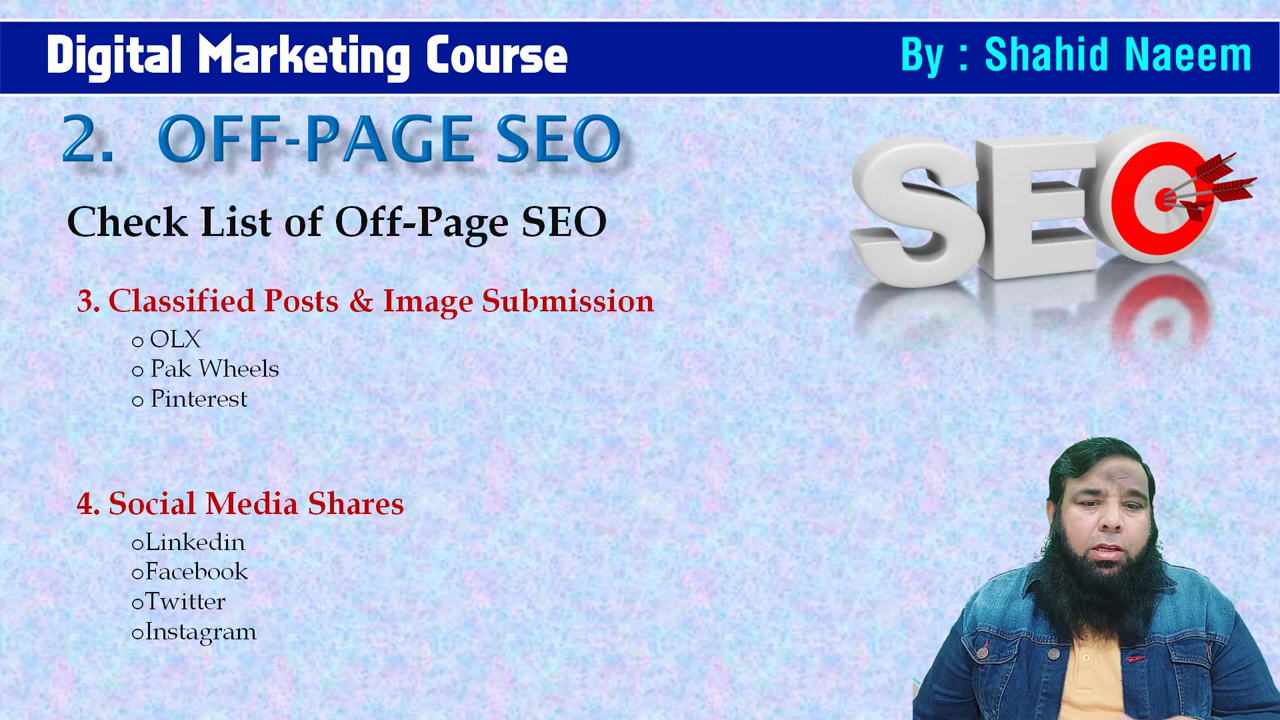 Digital Marketing Course
By : Shahid Naeem
2. OFF-PAGE SEO
SEO
Check List of Off-Page SEO
3. Classified Posts & Image Submission
o OLX
o Pak Wheels
o Pinterest
4. Social Media Shares
oLinkedin
oFacebook
oTwitter
oInstagram